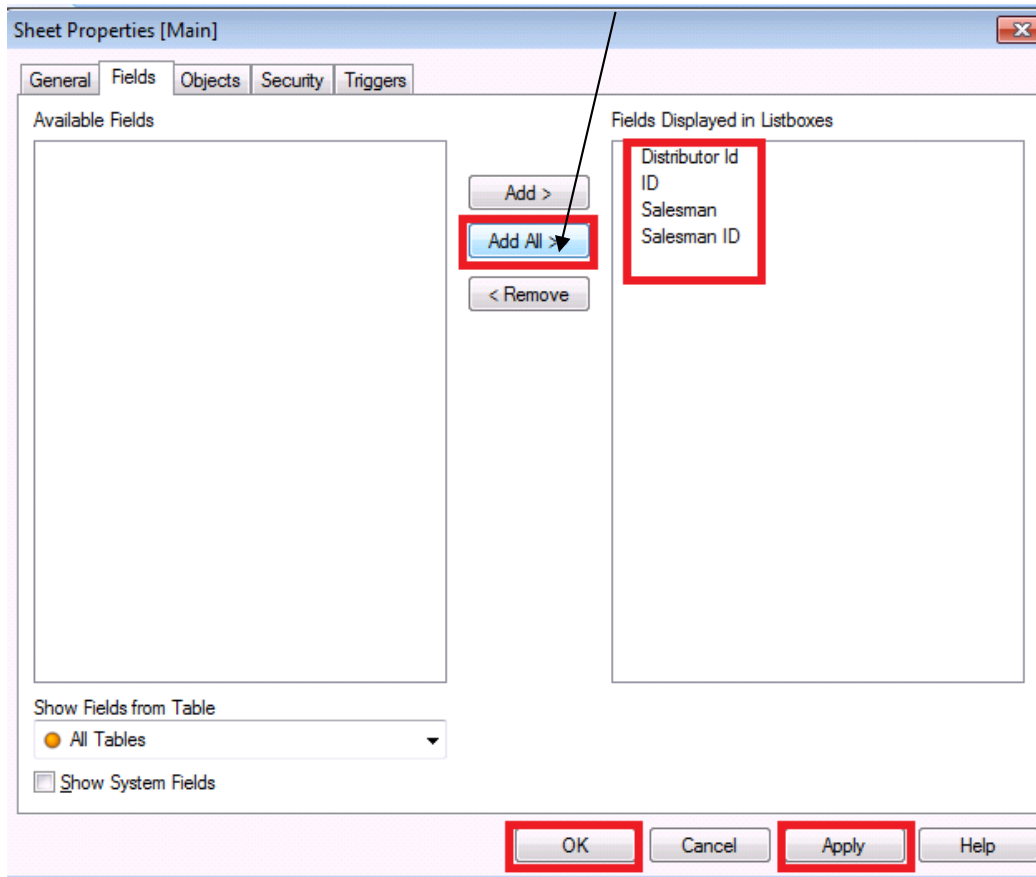 Sheet Properties [Main]
General Fields Objects Security Triggers
Available Fields
Fields Displayed in Listboxes
Distributor Id
ID
Salesman
Salesman ID
Add >
Add All >
< Remove
Show Fields from Table
All Tables
Show System Fields
OK Cancel Apply Help